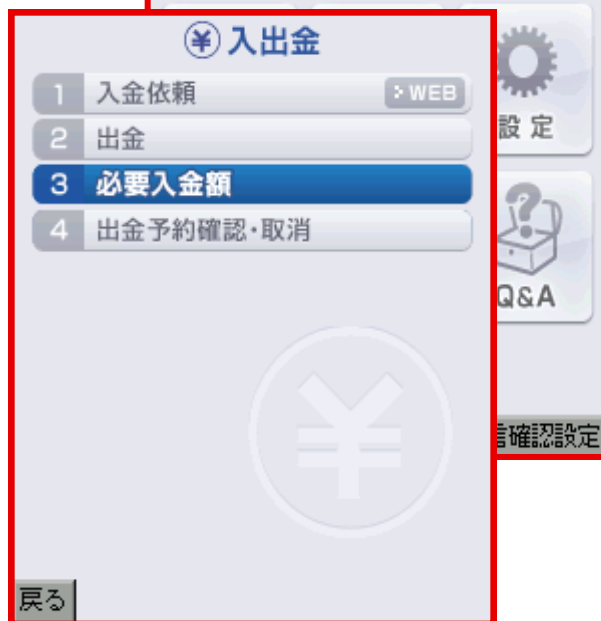 ¥ 入出金
1 入金依頼 WEB
2 出金
3 必要入金額
4 出金予約確認・取消
戻る
設定
Q&A
確認設定